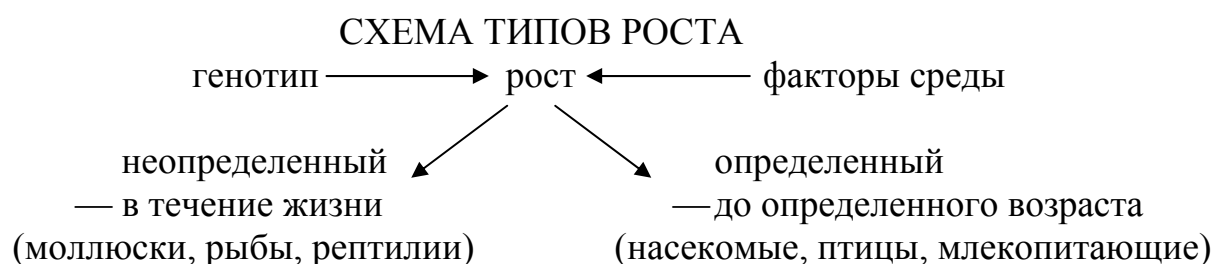 СХЕМА ТИПОВ РОСТА
генотип рост факторы среды
неопределенный определенный
— в течение жизни — до определенного возраста
(моллюски, рыбы, рептилии) (насекомые, птицы, млекопитающие)